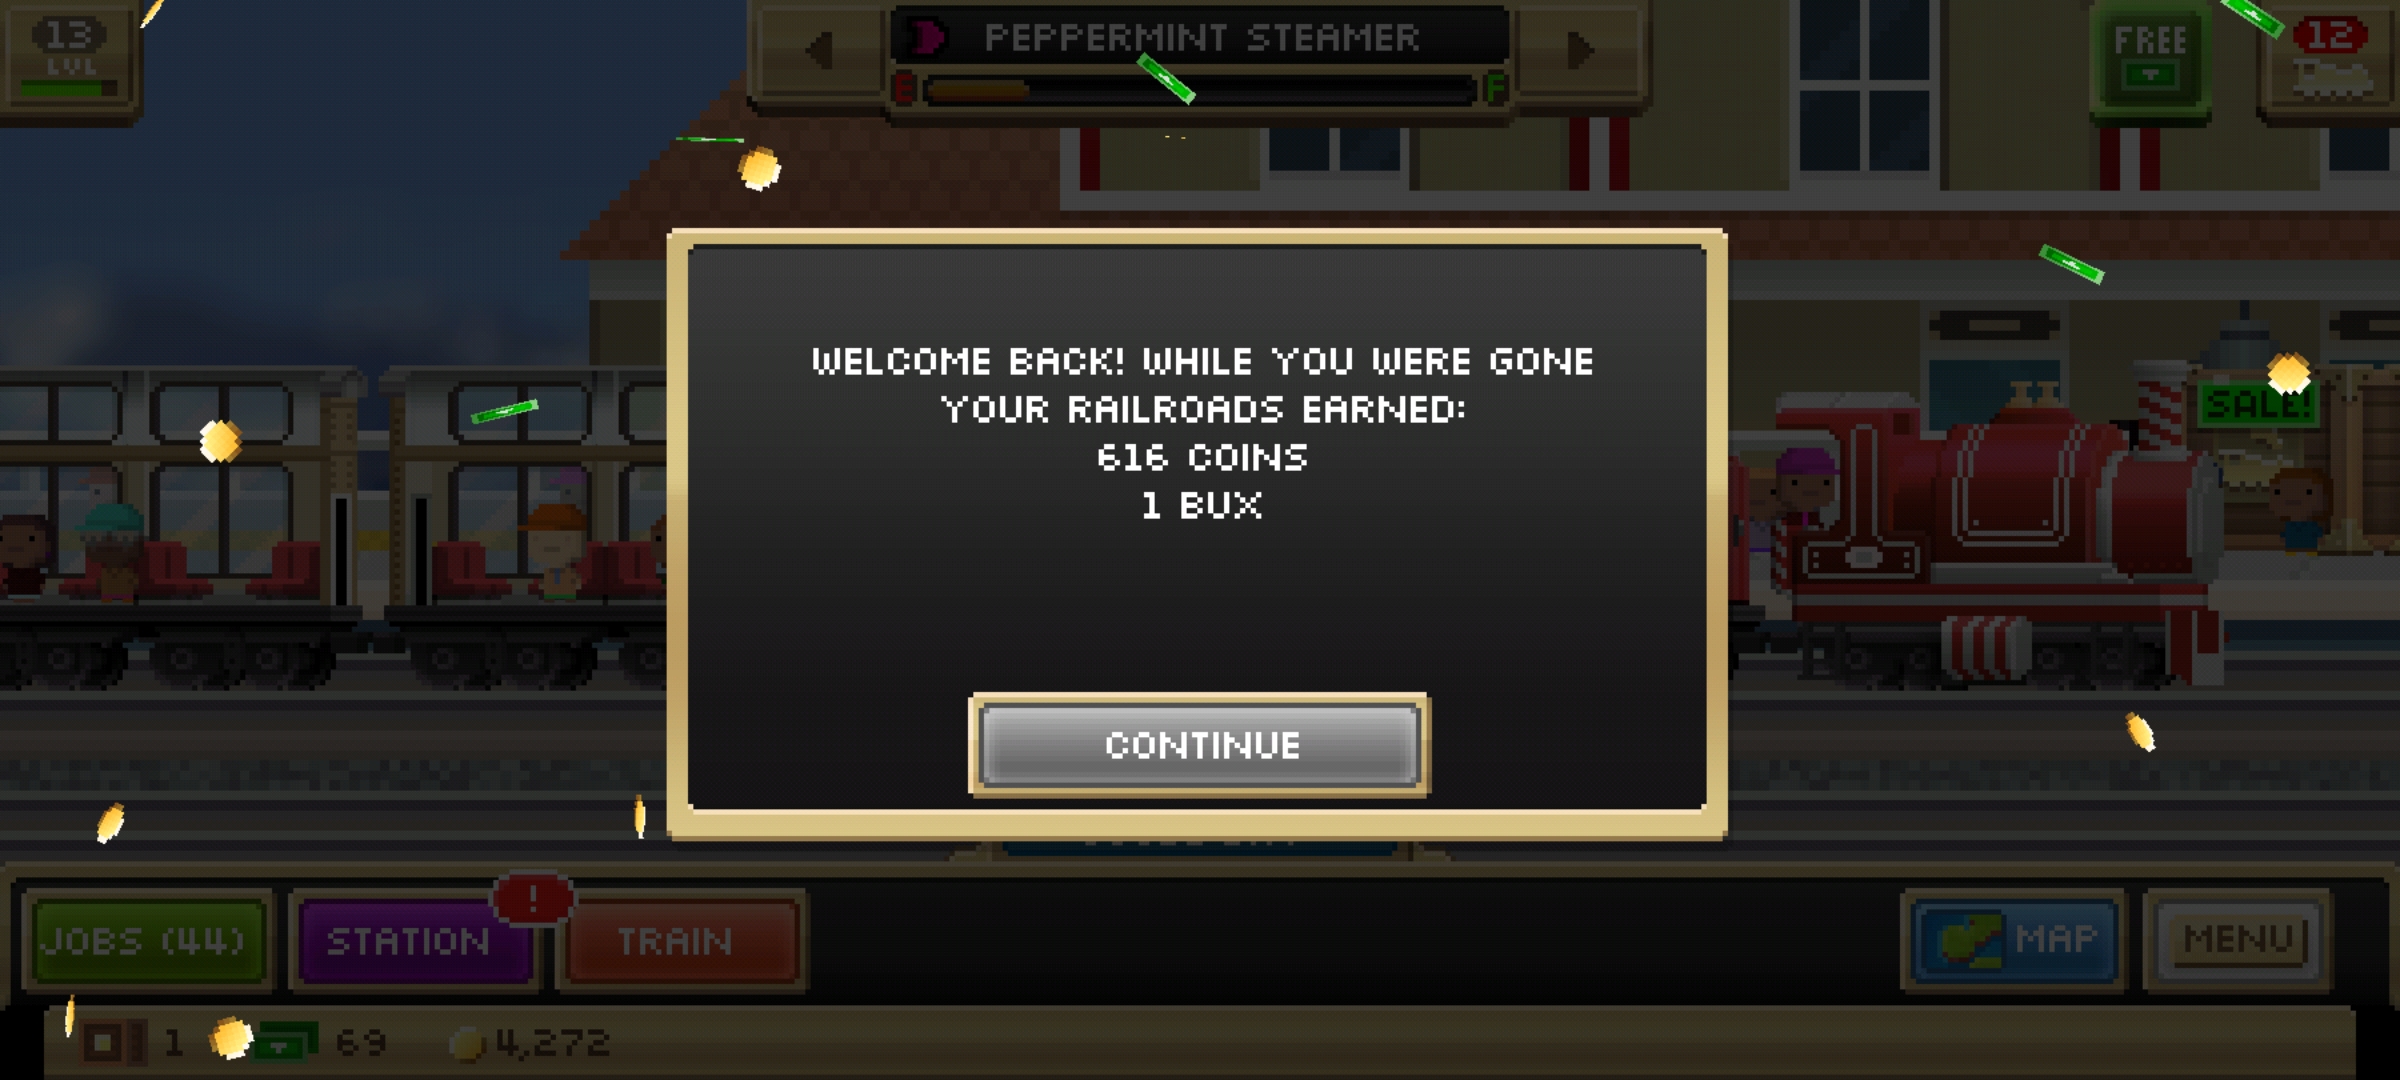 13
LVL
PEPPERMINT STEAMER
E
F
FREE
12
WELCOME BACK! WHILE YOU WERE GONE
YOUR RAILROADS EARNED:
616 COINS
1 BUX
SALE!
CONTINUE
JOBS (44)
STATION
!
TRAIN
MAP
MENU
1
69
4,272